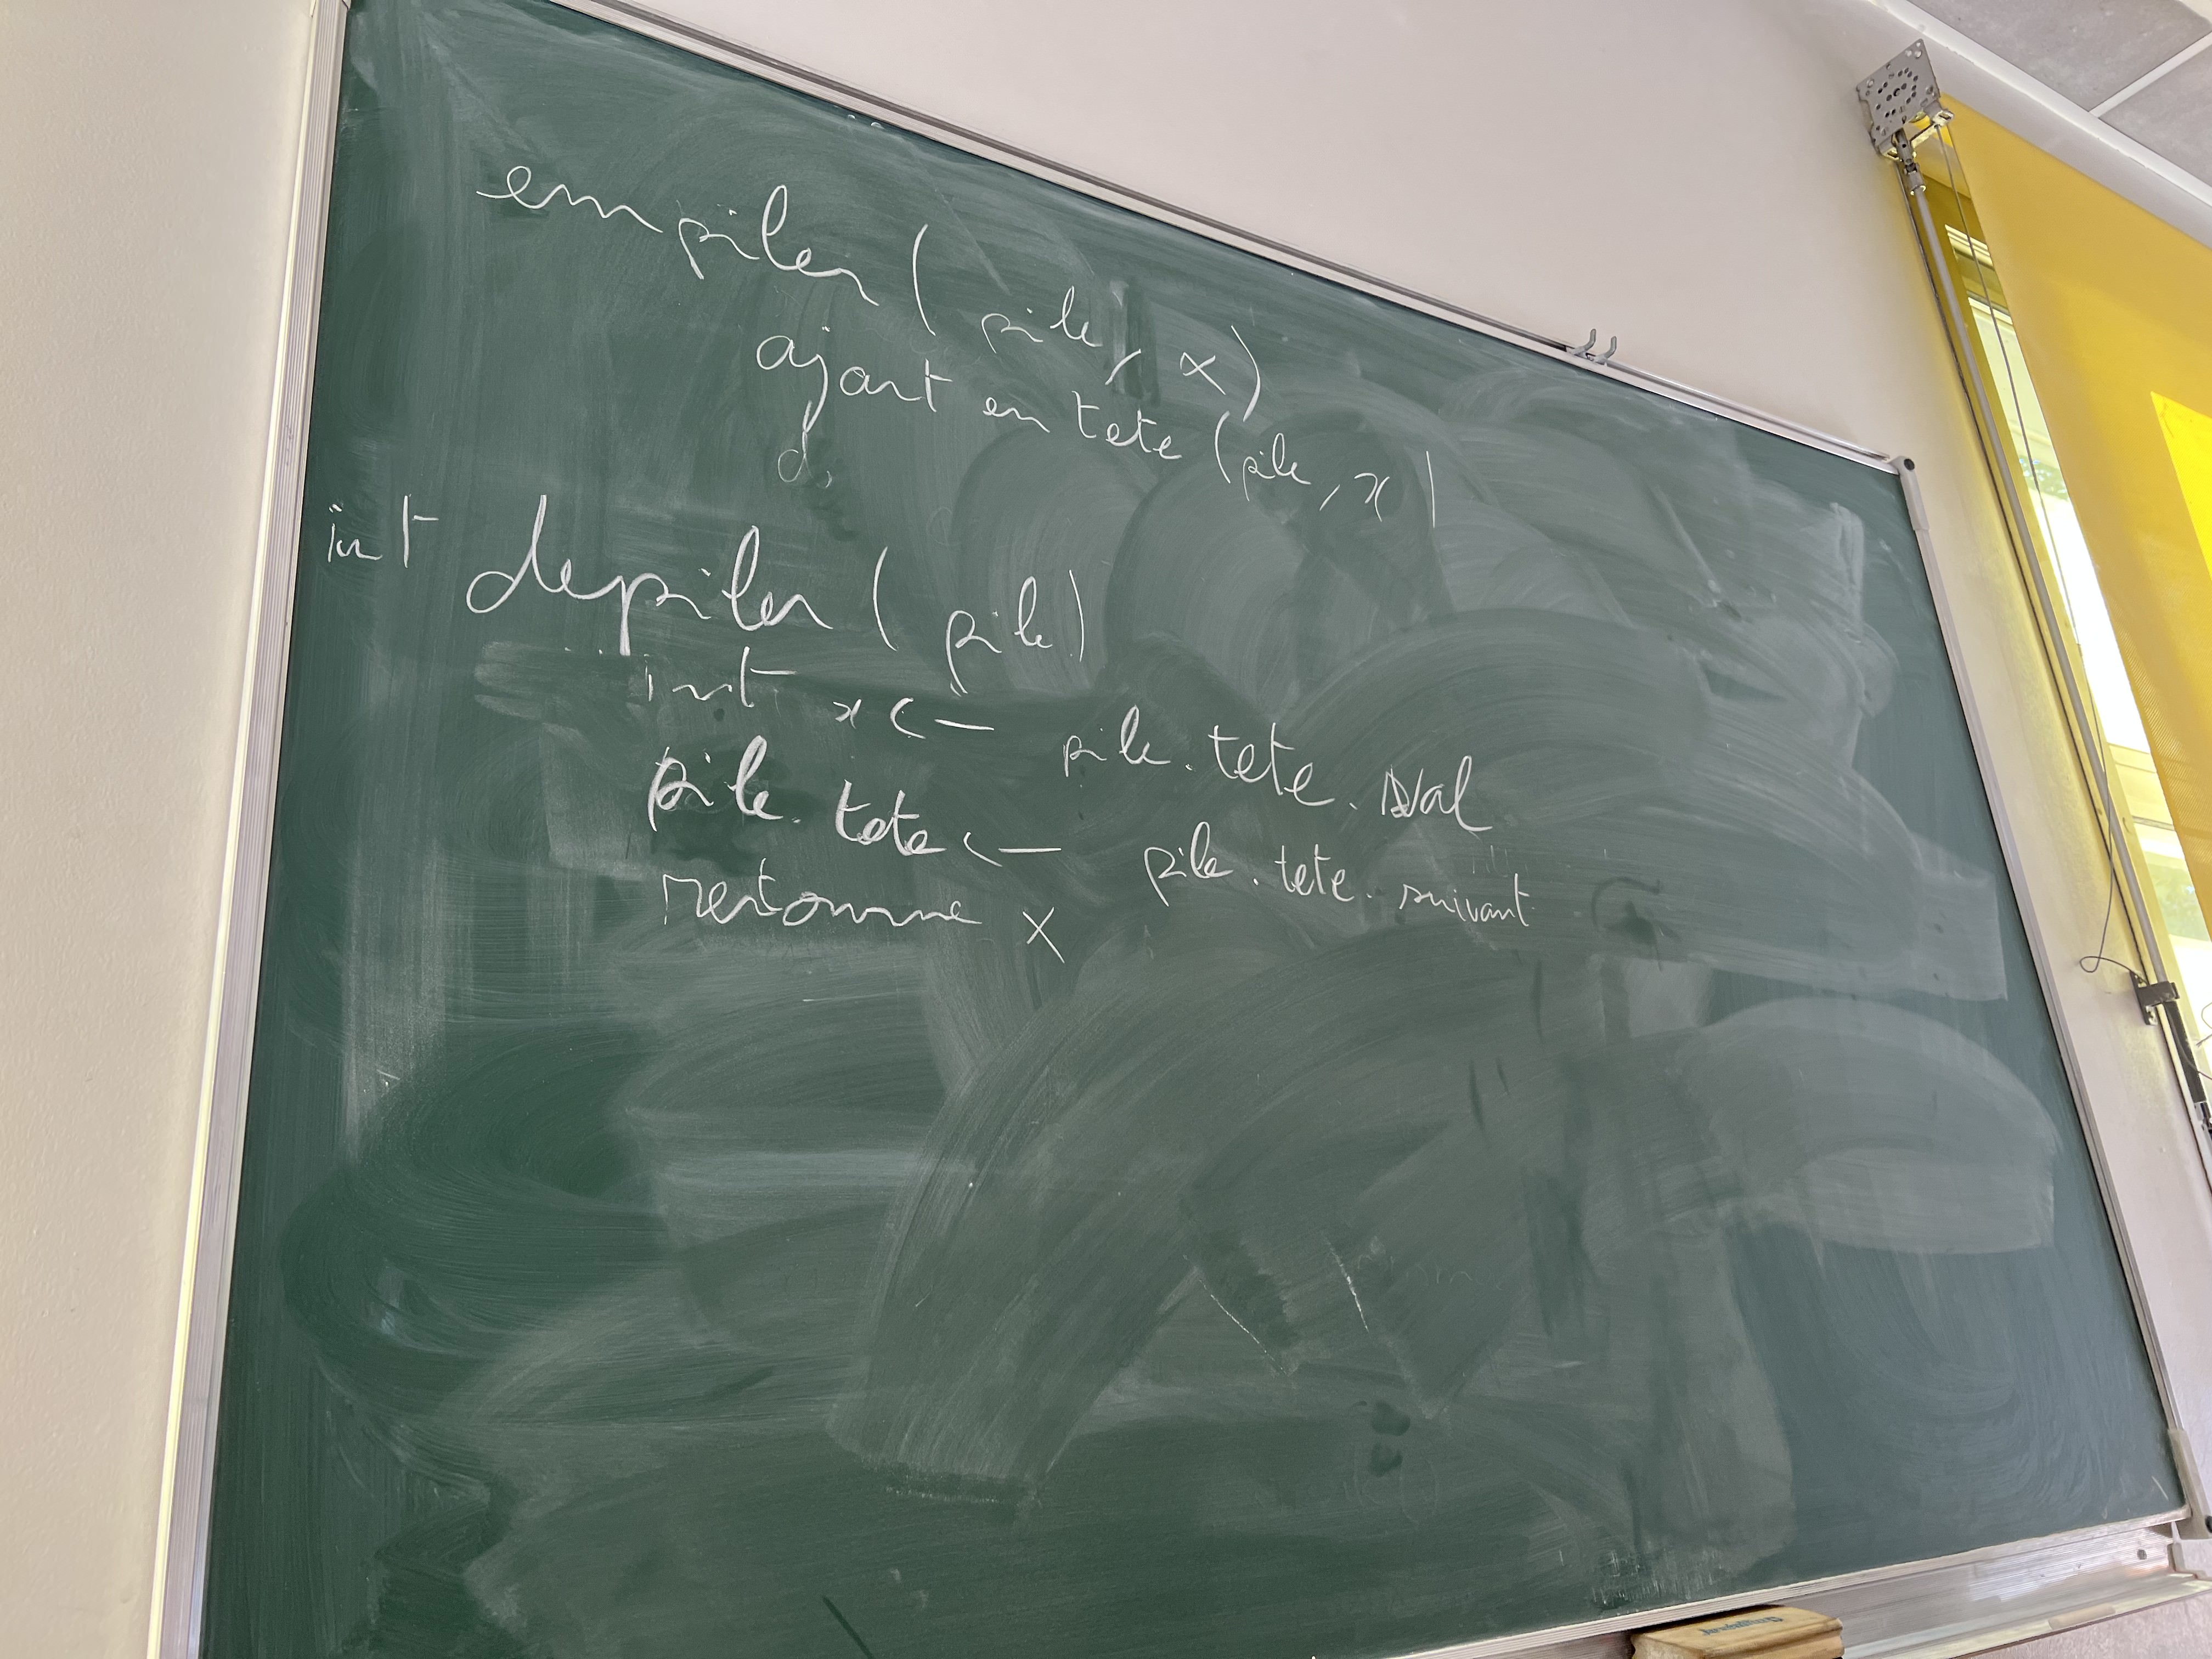 empiler ( pile, x)
ajout en tete (pile, x)
d
int depiler ( pile)
int x <- pile. tete. val
pile. tete <- pile. tete. suivant
retourne x